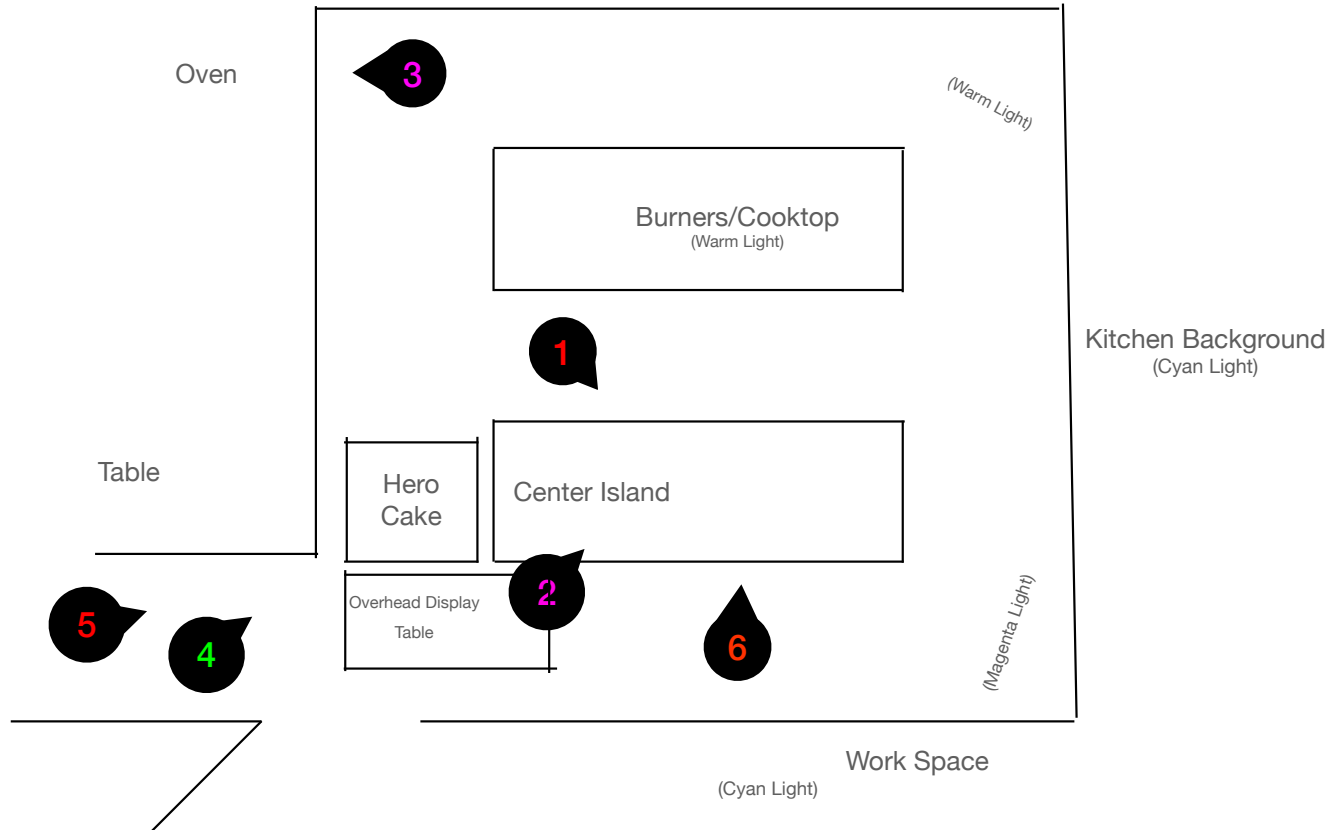 Oven
3
(Warm Light)
Burners/Cooktop
(Warm Light)
1
Kitchen Background
(Cyan Light)
Table
Hero
Cake
Center Island
5
4
Overhead Display
Table
2
6
(Magenta Light)
Work Space
(Cyan Light)